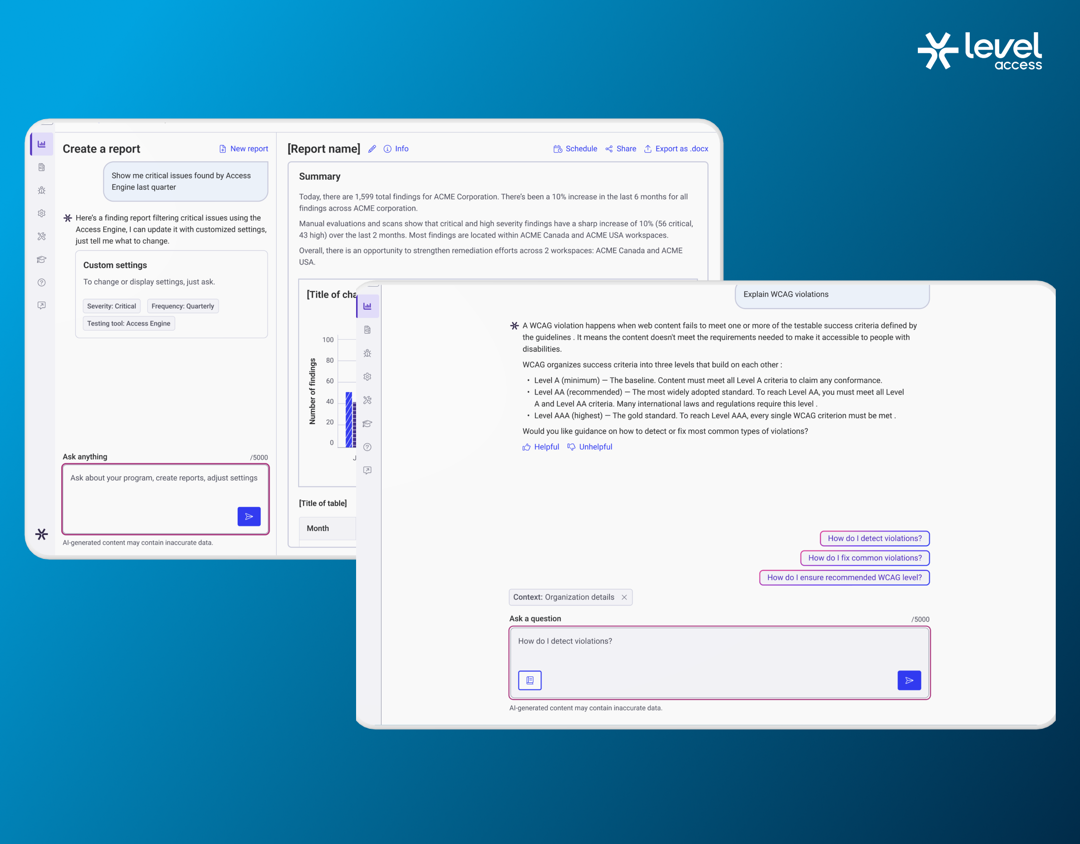 level
access
Create a report
New report
Show me critical issues found by Access
Engine last quarter
Here's a finding report filtering critical issues using the
Access Engine, I can update it with customized settings,
just tell me what to change.
Custom settings
To change or display settings, just ask.
Severity: Critical
Frequency: Quarterly
Testing tool: Access Engine
Ask anything
/5000
Ask about your program, create reports, adjust settings
AI-generated content may contain inaccurate data.
[Report name]
Info
Schedule
Share
Export as .docx
Summary
Today, there are 1,599 total findings for ACME Corporation. There's been a 10% increase in the last 6 months for all
findings across ACME corporation.
Manual evaluations and scans show that critical and high severity findings have a sharp increase of 10% (56 critical,
43 high) over the last 2 months. Most findings are located within ACME Canada and ACME USA workspaces.
Overall, there is an opportunity to strengthen remediation efforts across 2 workspaces: ACME Canada and ACME
USA.
[Title of cha
Number of findings
100
80
60
40
20
0
J
[Title of table]
Month
Explain WCAG violations
A WCAG violation happens when web content fails to meet one or more of the testable success criteria defined by
the guidelines . It means the content doesn't meet the requirements needed to make it accessible to people with
disabilities.
WCAG organizes success criteria into three levels that build on each other :
• Level A (minimum) — The baseline. Content must meet all Level A criteria to claim any conformance.
• Level AA (recommended) — The most widely adopted standard. To reach Level AA, you must meet all Level
A and Level AA criteria. Many international laws and regulations require this level .
• Level AAA (highest) — The gold standard. To reach Level AAA, every single WCAG criterion must be met .
Would you like guidance on how to detect or fix most common types of violations?
Helpful
Unhelpful
How do I detect violations?
How do I fix common violations?
How do I ensure recommended WCAG level?
Context: Organization details
Ask a question
/5000
How do I detect violations?
AI-generated content may contain inaccurate data.